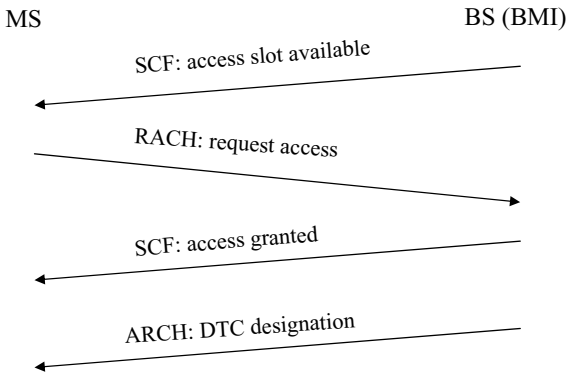 MS
BS (BMI)
SCF: access slot available
RACH: request access
SCF: access granted
ARCH: DTC designation